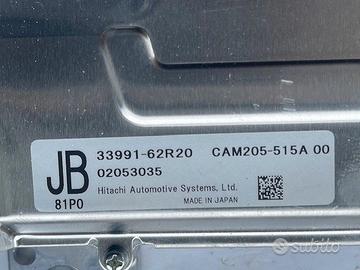 JB 33991-62R20 CAM205-515A 00
02053035
81P0 Hitachi Automotive Systems, Ltd.
MADE IN JAPAN
subito